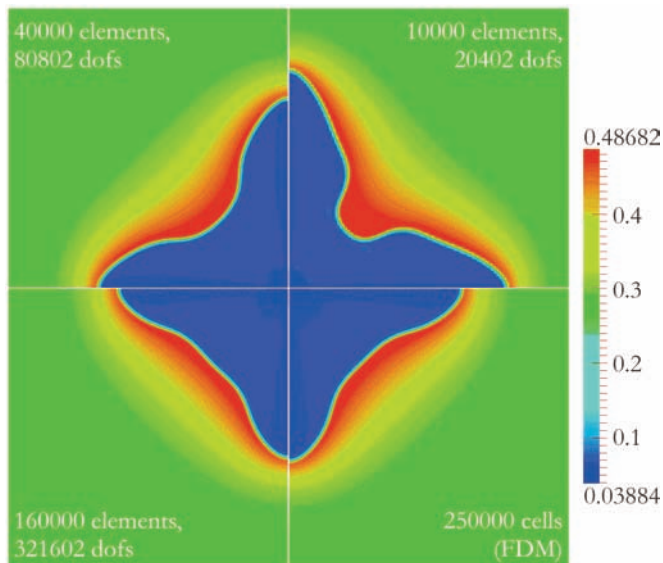 40000 elements,
80802 dofs
10000 elements,
20402 dofs
0.48682
0.4
0.3
0.2
0.1
0.03884
160000 elements,
321602 dofs
250000 cells
(FDM)